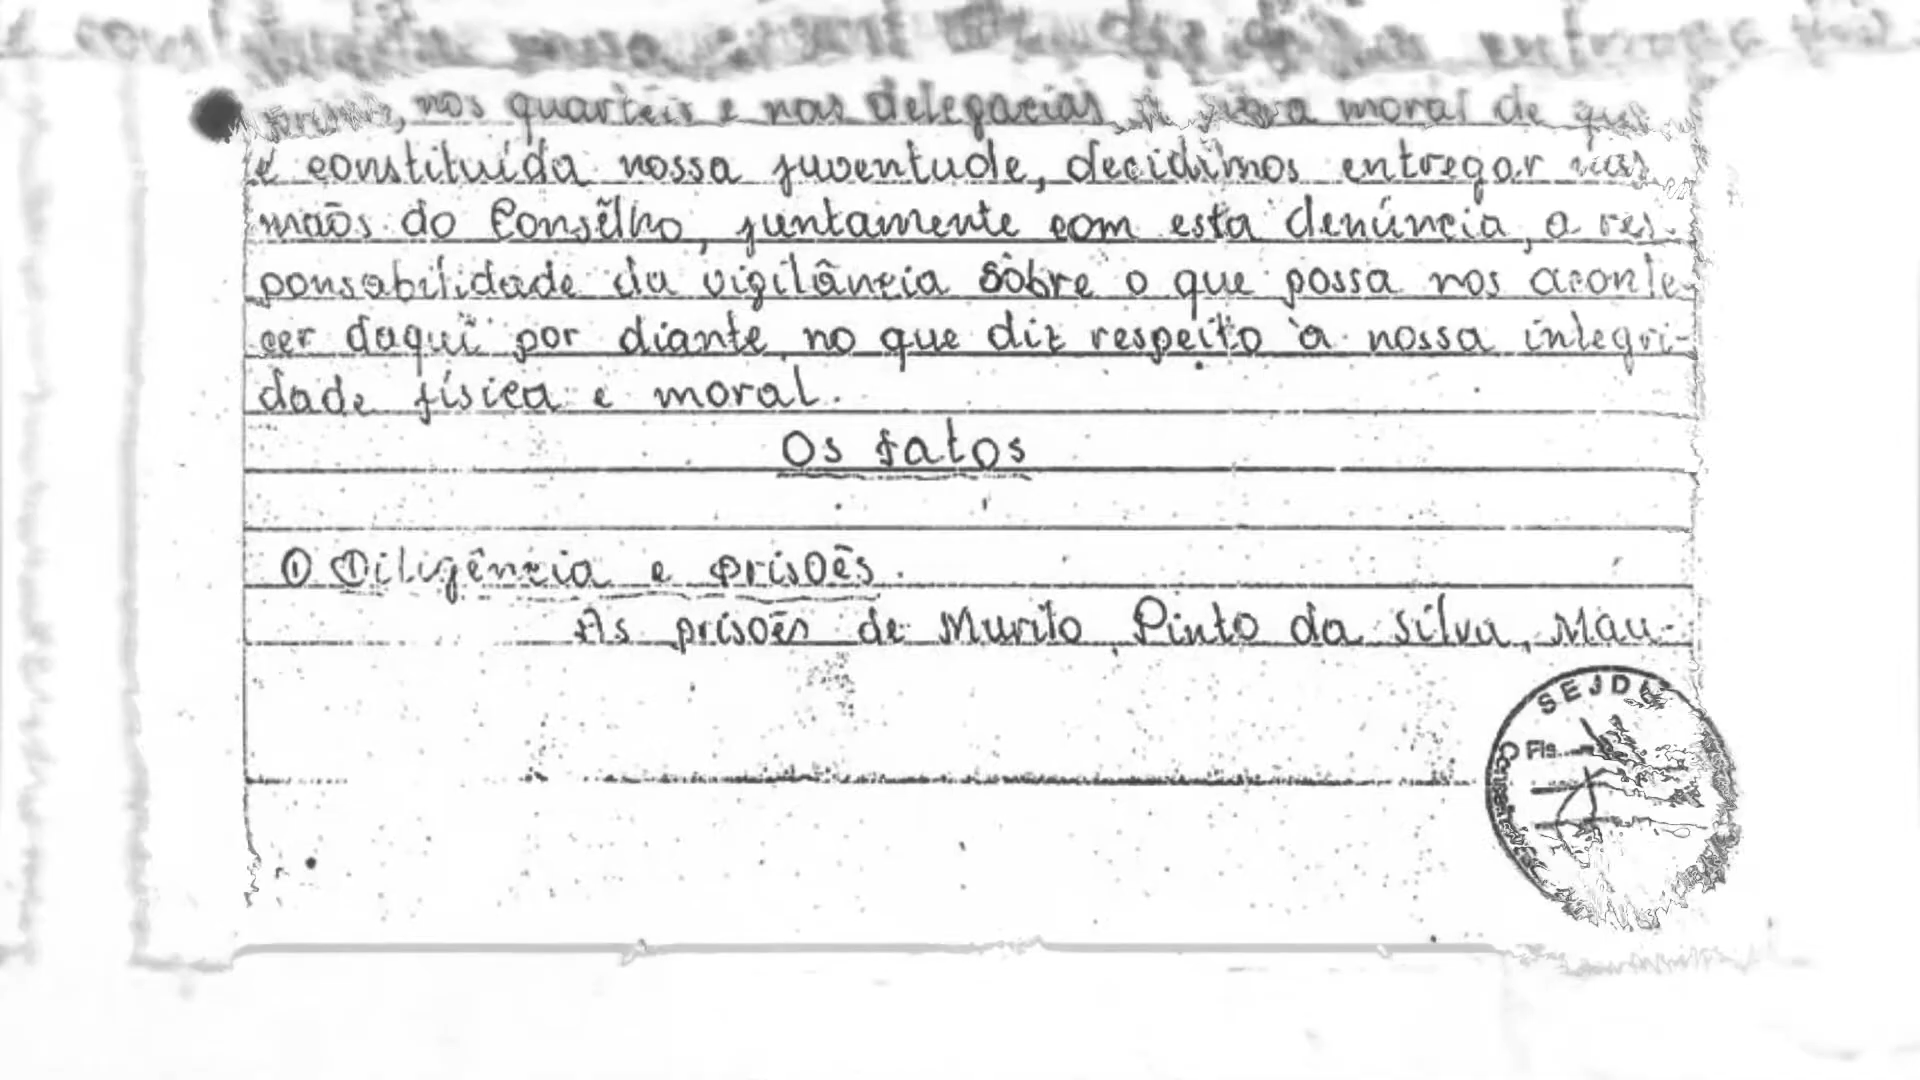 nos quartéis e nas delegacias moral de que
é constituída nossa juventude, decidimos entregar nas
mãos do Consêlho, juntamente com esta denúncia, a res-
ponsabilidade da vigilância sôbre o que possa nos aconte-
cer daqui por diante no que diz respeito à nossa integri-
dade física e moral.
Os fatos
① Diligência e prisões.
As prisões de Murilo Pinto da Silva, Mau-
SEJD
Fls.